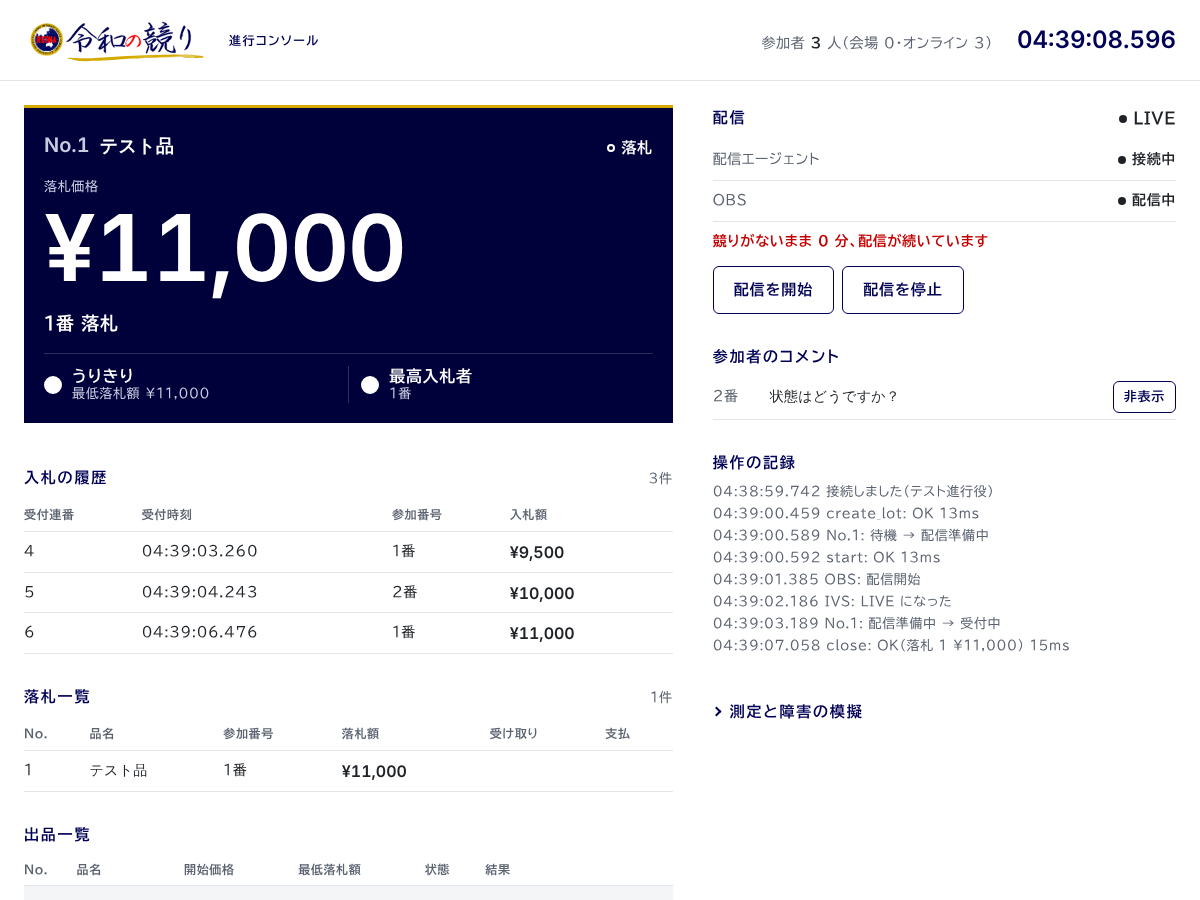 令和の競り 進行コンソール
参加者 3 人(会場 0・オンライン 3) 04:39:08.596
No.1 テスト品 落札
落札価格
¥11,000
1番 落札
うりきり
最低落札額 ¥11,000
最高入札者
1番
入札の履歴 3件
受付連番 受付時刻 参加番号 入札額
4 04:39:03.260 1番 ¥9,500
5 04:39:04.243 2番 ¥10,000
6 04:39:06.476 1番 ¥11,000
落札一覧 1件
No. 品名 参加番号 落札額 受け取り 支払
1 テスト品 1番 ¥11,000
出品一覧
No. 品名 開始価格 最低落札額 状態 結果
配信 LIVE
配信エージェント 接続中
OBS 配信中
競りがないまま 0 分、配信が続いています
配信を開始 配信を停止
参加者のコメント
2番 状態はどうですか？ 非表示
操作の記録
04:38:59.742 接続しました(テスト進行役)
04:39:00.459 create_lot: OK 13ms
04:39:00.589 No.1: 待機 → 配信準備中
04:39:00.592 start: OK 13ms
04:39:01.385 OBS: 配信開始
04:39:02.186 IVS: LIVE になった
04:39:03.189 No.1: 配信準備中 → 受付中
04:39:07.058 close: OK(落札 1 ¥11,000) 15ms
測定と障害の模擬